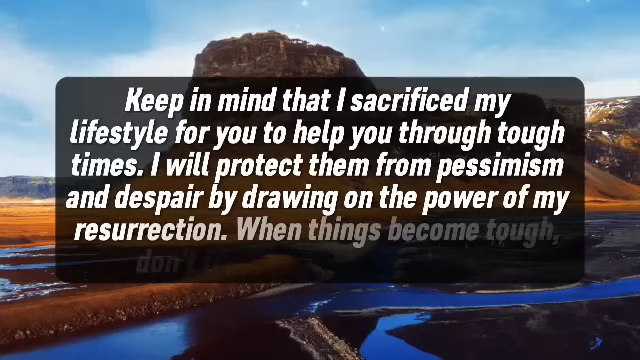 Keep in mind that I sacrificed my
lifestyle for you to help you through tough
times. I will protect them from pessimism
and despair by drawing on the power of my
resurrection. When things become tough,
don't